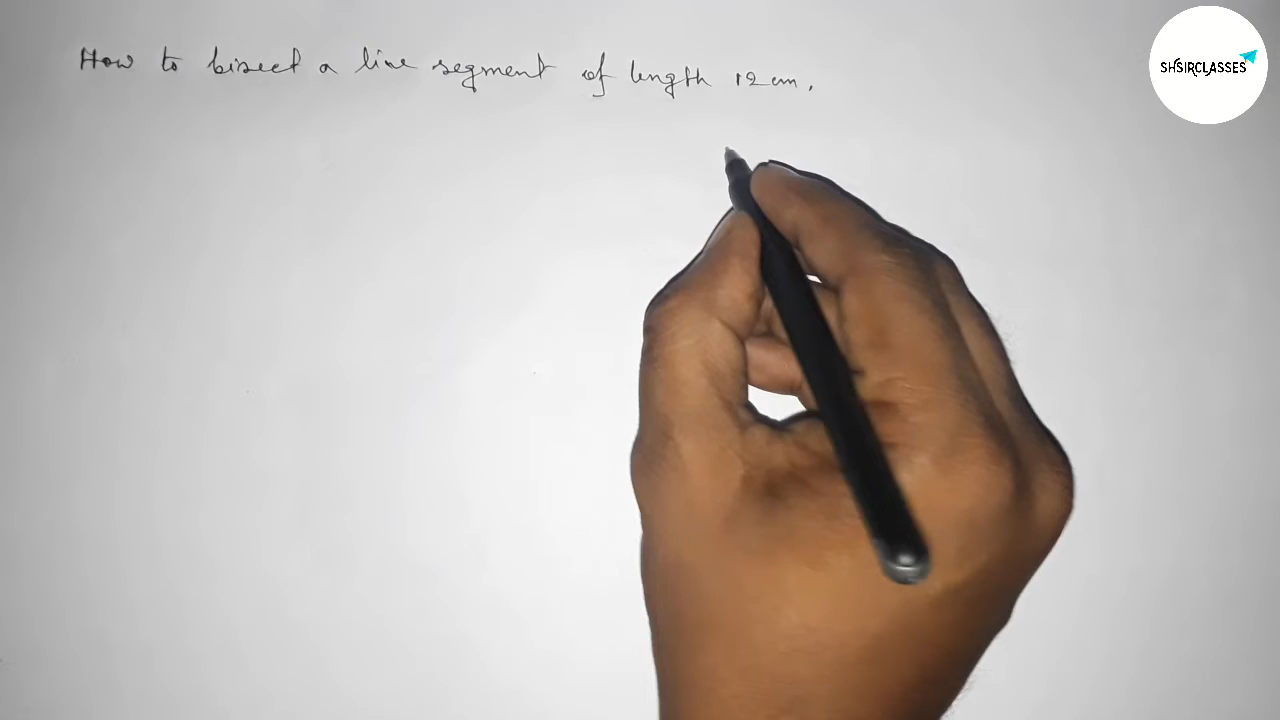 How to bisect a line segment of length 12cm.
SHSIRCLASSES